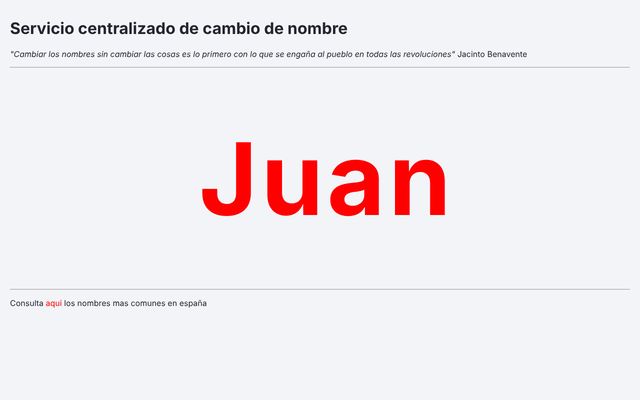 Servicio centralizado de cambio de nombre
"Cambiar los nombres sin cambiar las cosas es lo primero con lo que se engaña al pueblo en todas las revoluciones" Jacinto Benavente
Juan
Consulta aquí los nombres mas comunes en españa